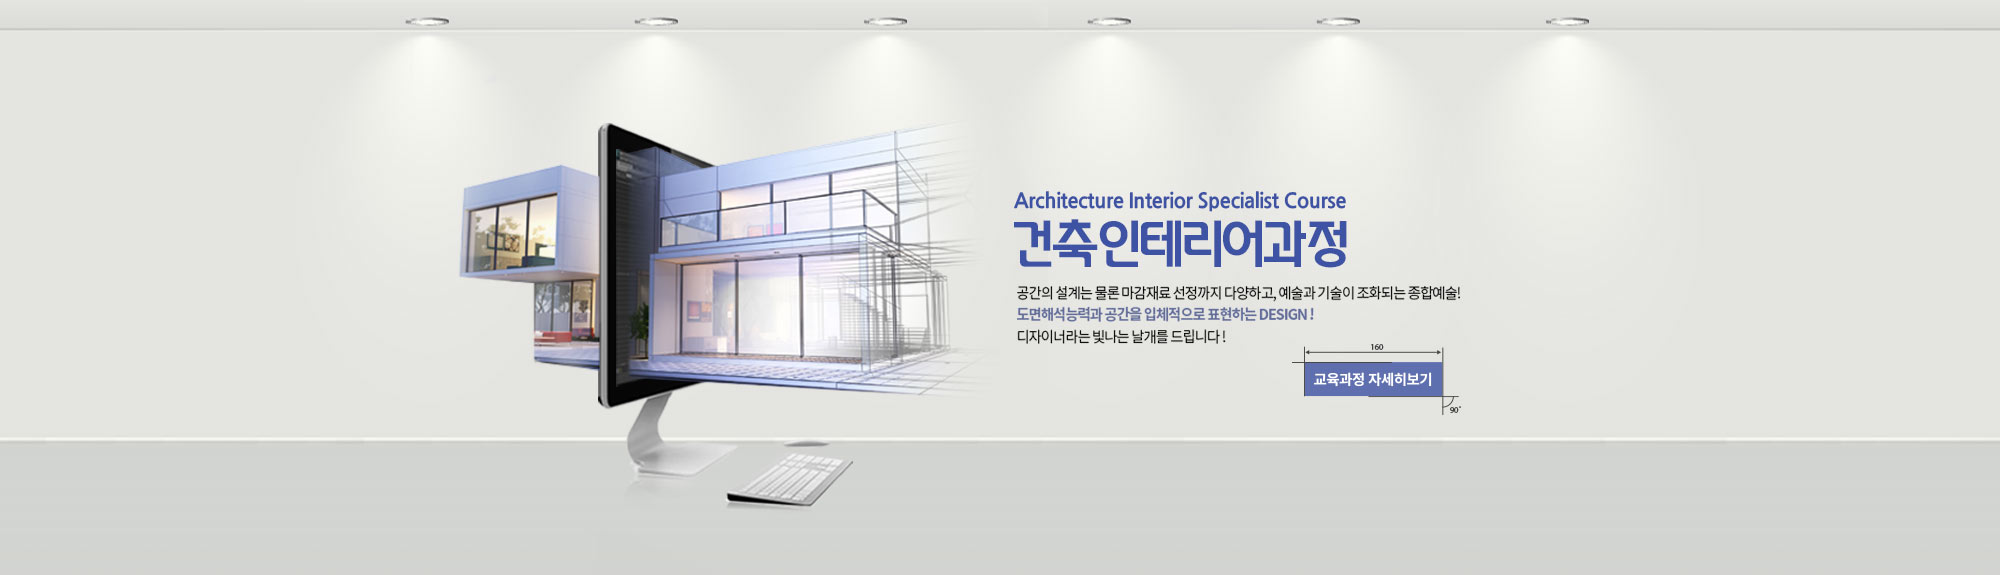 Architecture Interior Specialist Course
건축인테리어과정
공간의 설계는 물론 마감재료 선정까지 다양하고, 예술과 기술이 조화되는 종합예술!
도면해석능력과 공간을 입체적으로 표현하는 DESIGN !
디자이너라는 빛나는 날개를 드립니다 !
160
교육과정 자세히보기
90°